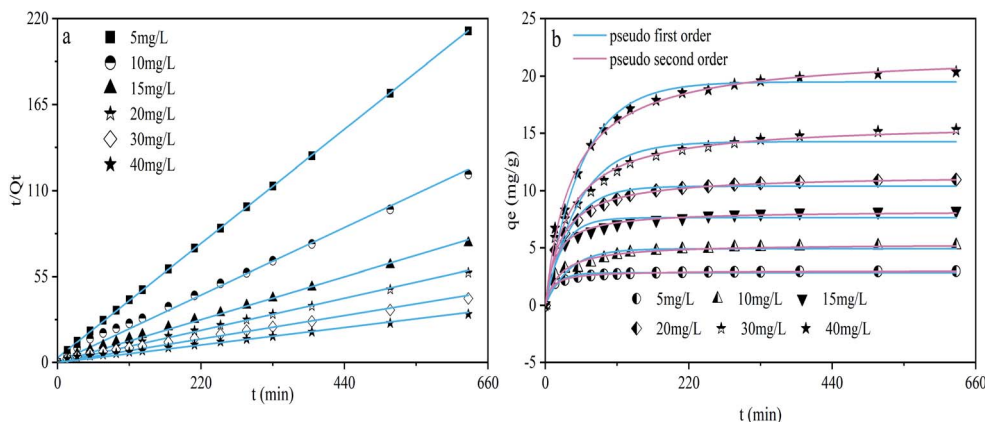 a
220
165
110
55
0
t/Qt
5mg/L
10mg/L
15mg/L
20mg/L
30mg/L
40mg/L
0 220 440 660
t (min)
b
25
20
15
10
5
0
-5
qe (mg/g)
pseudo first order
pseudo second order
5mg/L 10mg/L 15mg/L
20mg/L 30mg/L 40mg/L
0 220 440 660
t (min)